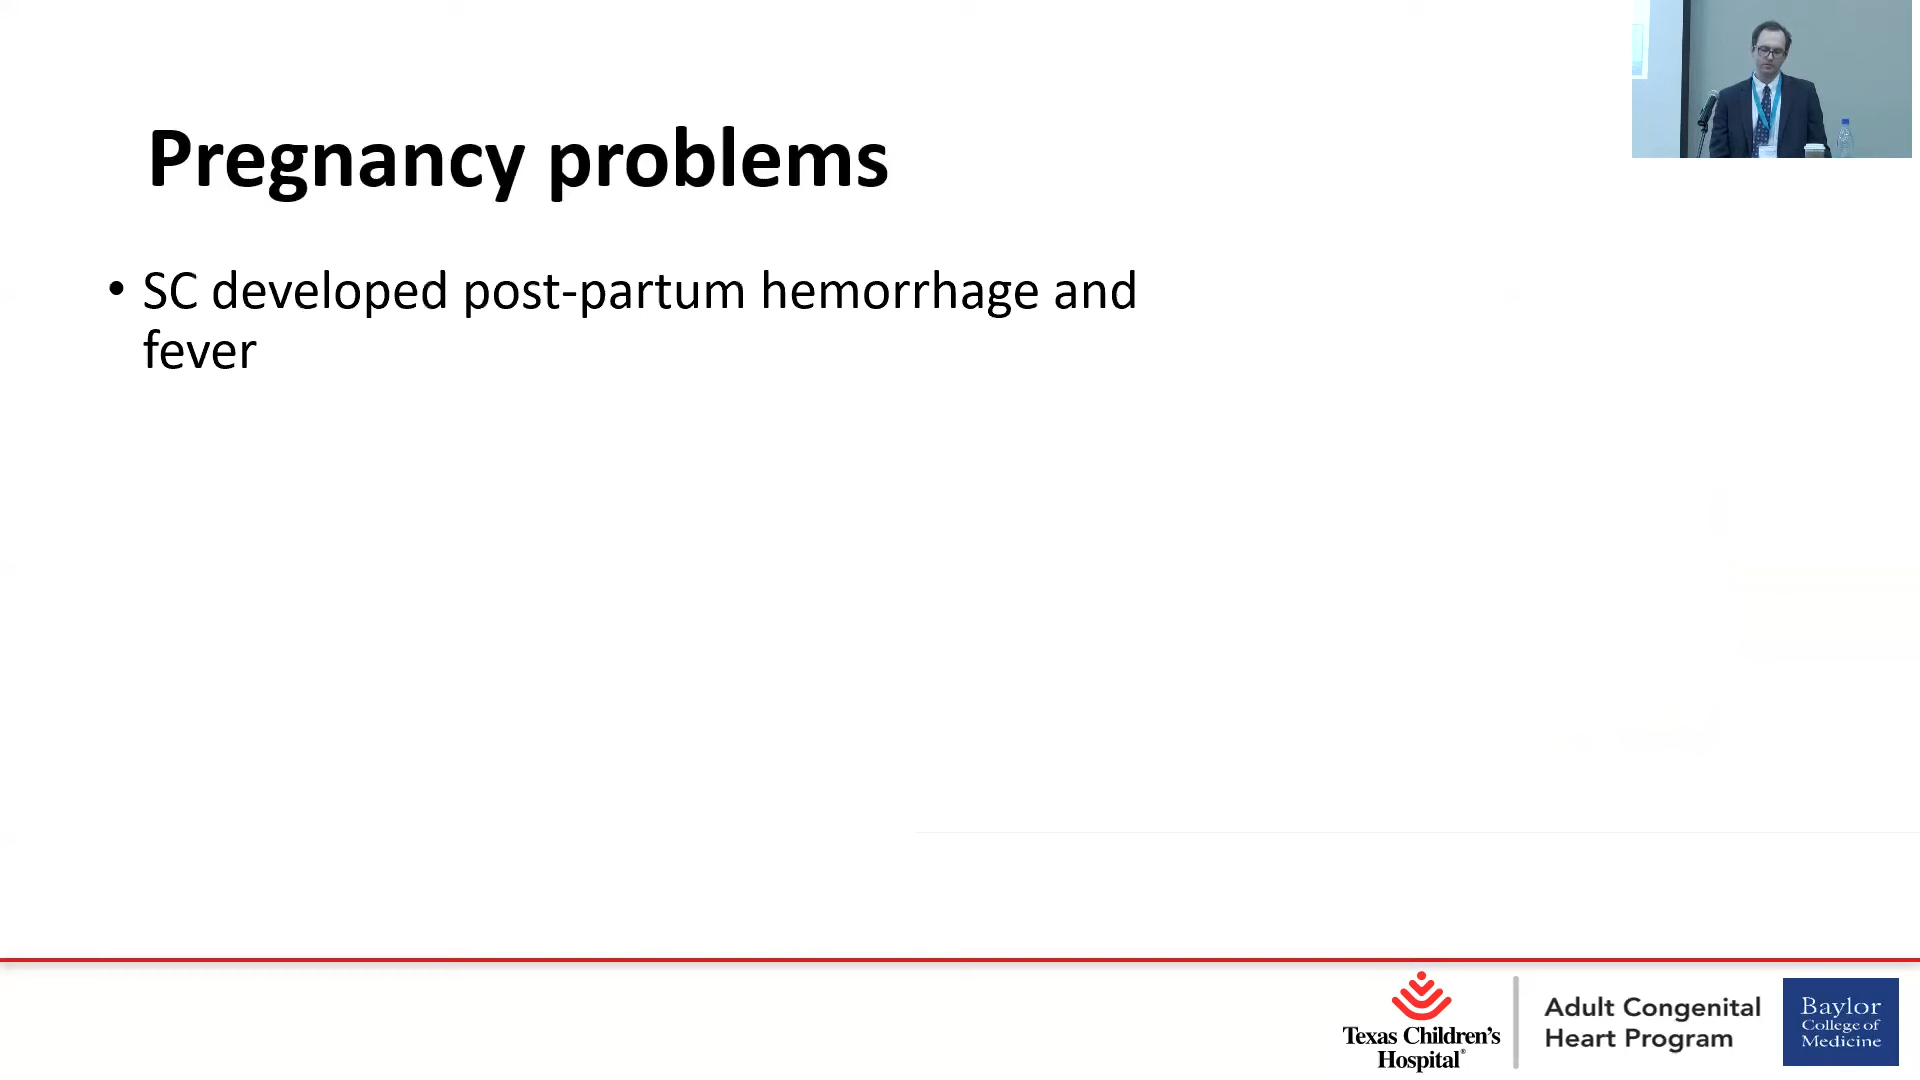 Pregnancy problems
• SC developed post-partum hemorrhage and
fever
Texas Children's
Hospital®
Adult Congenital
Heart Program
Baylor
College of
Medicine